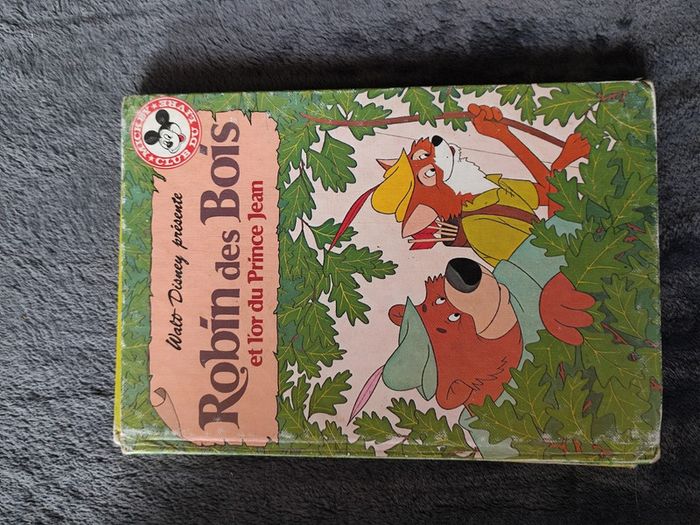 MICKEY
CLUB DU LIVRE
Walt Disney présente
Robin des Bois
et l'or du Prince Jean